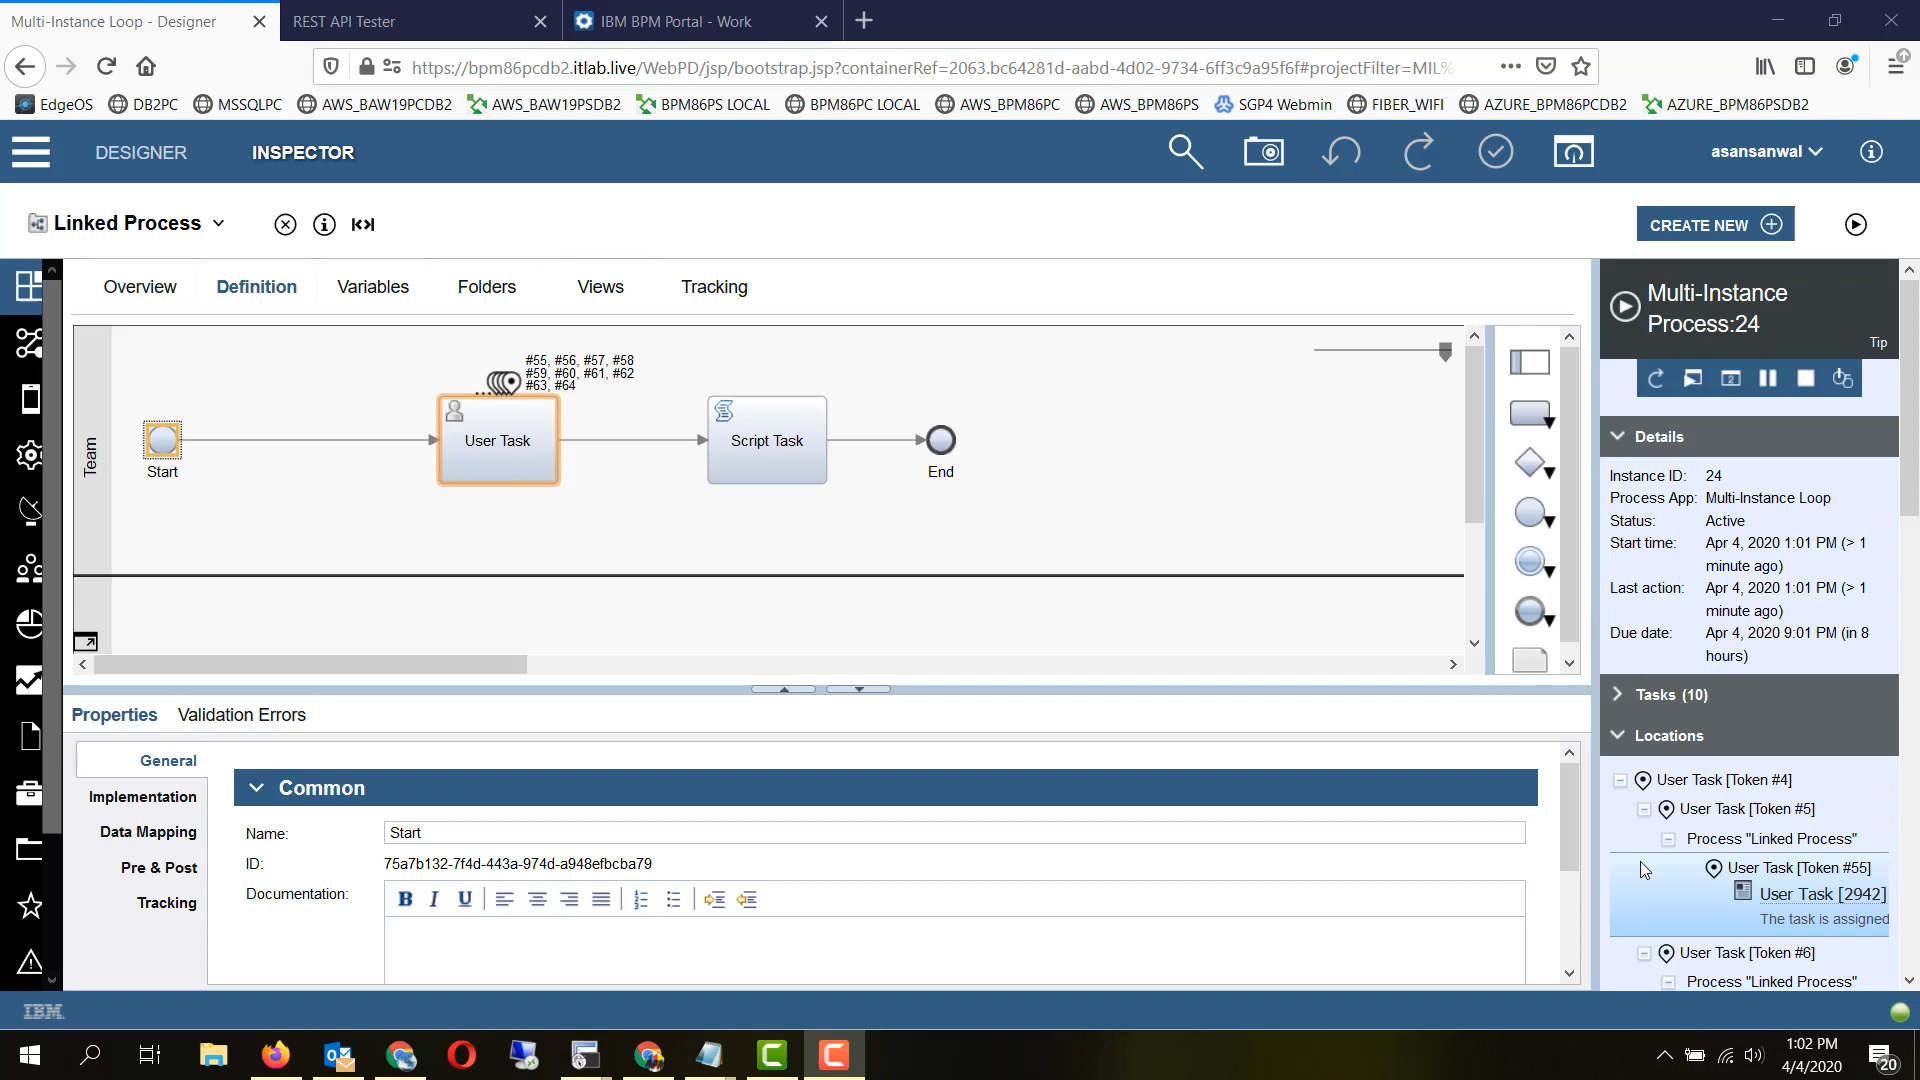 Multi-Instance Loop - Designer
REST API Tester
IBM BPM Portal - Work
https://bpm86pcdb2.itlab.live/WebPD/jsp/bootstrap.jsp?containerRef=2063.bc64281d-aabd-4d02-9734-6ff3c9a95f6f#projectFilter=MIL%
EdgeOS
DB2PC
MSSQLPC
AWS_BAW19PCDB2
AWS_BAW19PSDB2
BPM86PS LOCAL
BPM86PC LOCAL
AWS_BPM86PC
AWS_BPM86PS
SGP4 Webmin
FIBER_WIFI
AZURE_BPM86PCDB2
AZURE_BPM86PSDB2
DESIGNER
INSPECTOR
asansanwal
Linked Process
CREATE NEW
Overview
Definition
Variables
Folders
Views
Tracking
Team
#55, #56, #57, #58
#59, #60, #61, #62
#63, #64
Start
User Task
Script Task
End
Properties
Validation Errors
General
Implementation
Data Mapping
Pre & Post
Tracking
Common
Name:
Start
ID:
75a7b132-7f4d-443a-974d-a948efbcba79
Documentation:
B I U
Multi-Instance
Process:24
Tip
2
Details
Instance ID: 24
Process App: Multi-Instance Loop
Status: Active
Start time: Apr 4, 2020 1:01 PM (> 1
minute ago)
Last action: Apr 4, 2020 1:01 PM (> 1
minute ago)
Due date: Apr 4, 2020 9:01 PM (in 8
hours)
Tasks (10)
Locations
User Task [Token #4]
User Task [Token #5]
Process "Linked Process"
User Task [Token #55]
User Task [2942]
The task is assigned
User Task [Token #6]
Process "Linked Process"
IBM
1:02 PM
4/4/2020
20